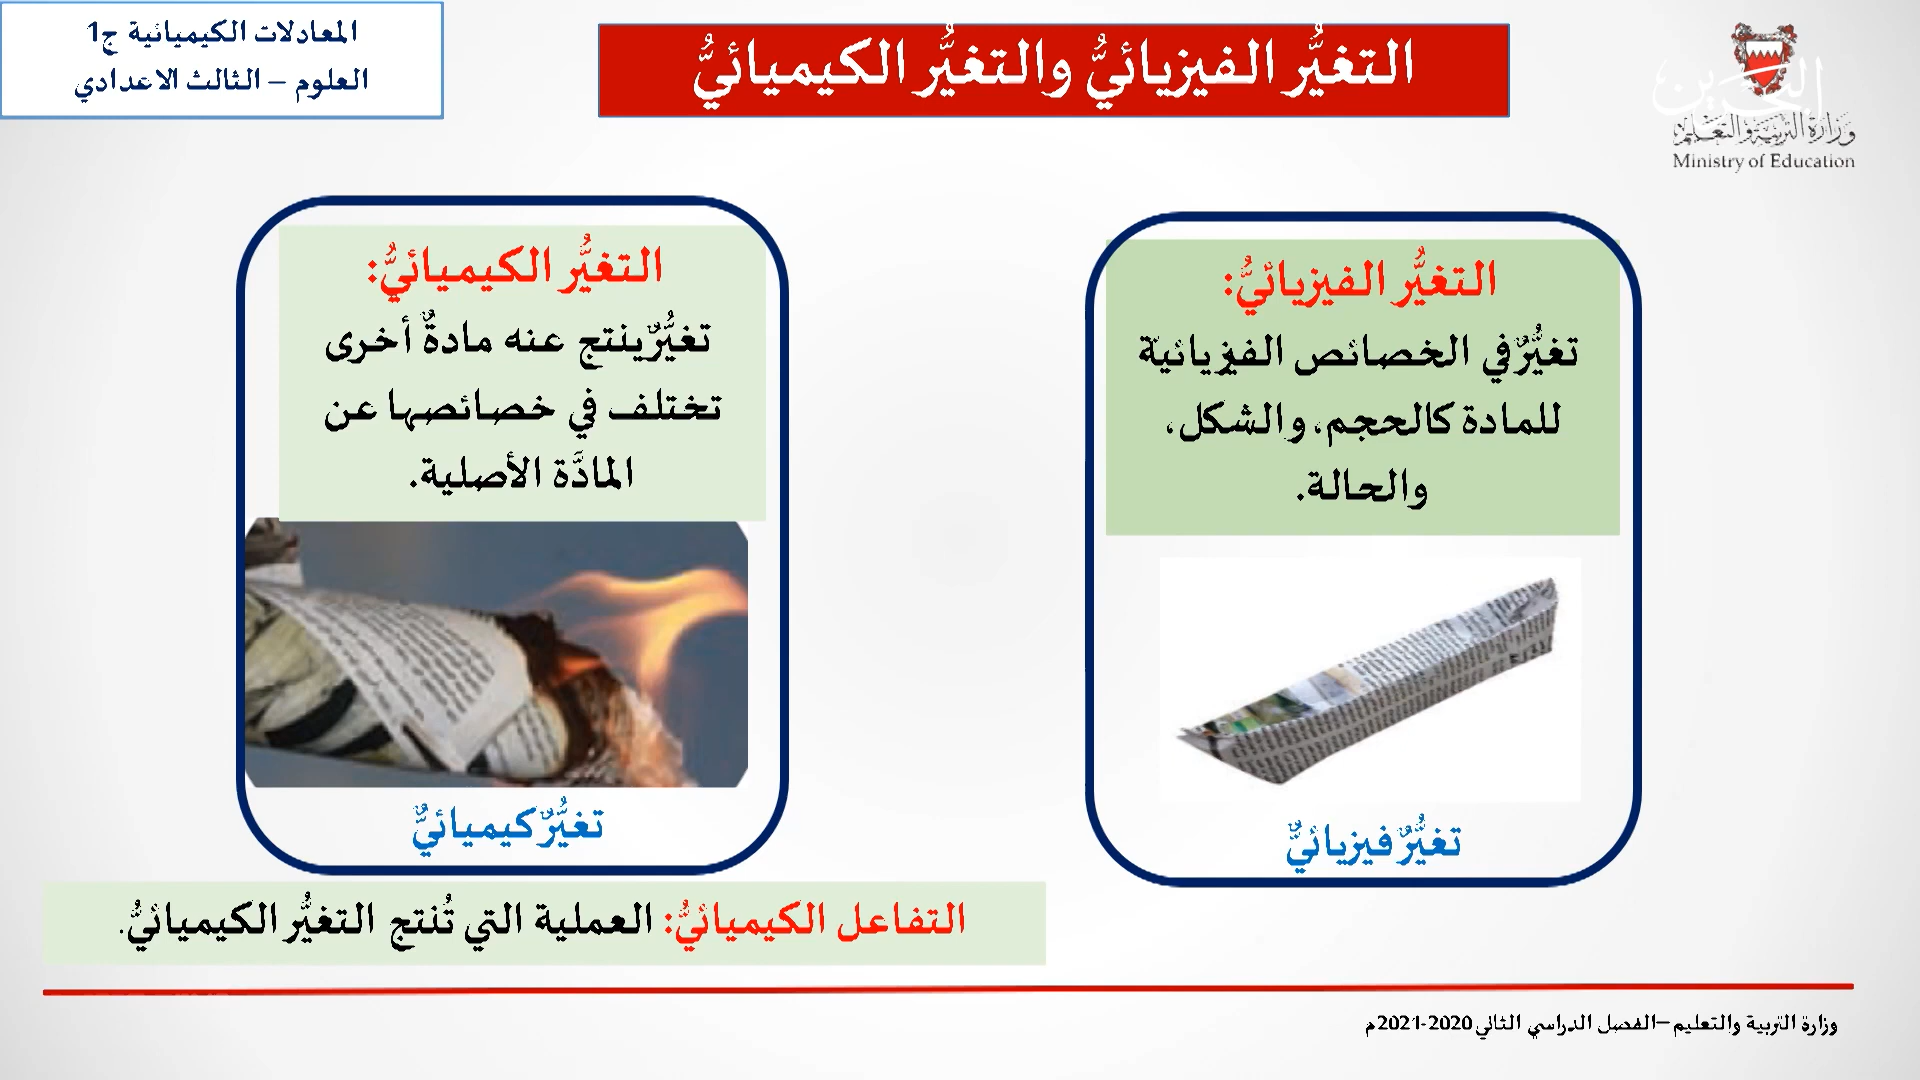 المعادلات الكيميائية ج1
العلوم – الثالث الاعدادي
التغيُّر الفيزيائيُّ والتغيُّر الكيميائيُّ
البحرين
وزارة التربية والتعليم
Ministry of Education
التغيُّر الفيزيائيُّ:
تغيُّرٌ في الخصائص الفيزيائيّة
للمادة كالحجم، والشكل،
والحالة.
تغيُّرٌ فيزيائيٌّ
التغيُّر الكيميائيُّ:
تغيُّرٌ ينتج عنه مادةٌ أخرى
تختلف في خصائصها عن
المادَّة الأصلية.
تغيُّرٌ كيميائيٌّ
التفاعل الكيميائيُّ: العملية التي تُنتج التغيُّر الكيميائيُّ.
وزارة التربية والتعليم –الفصل الدراسي الثاني 2020-2021م